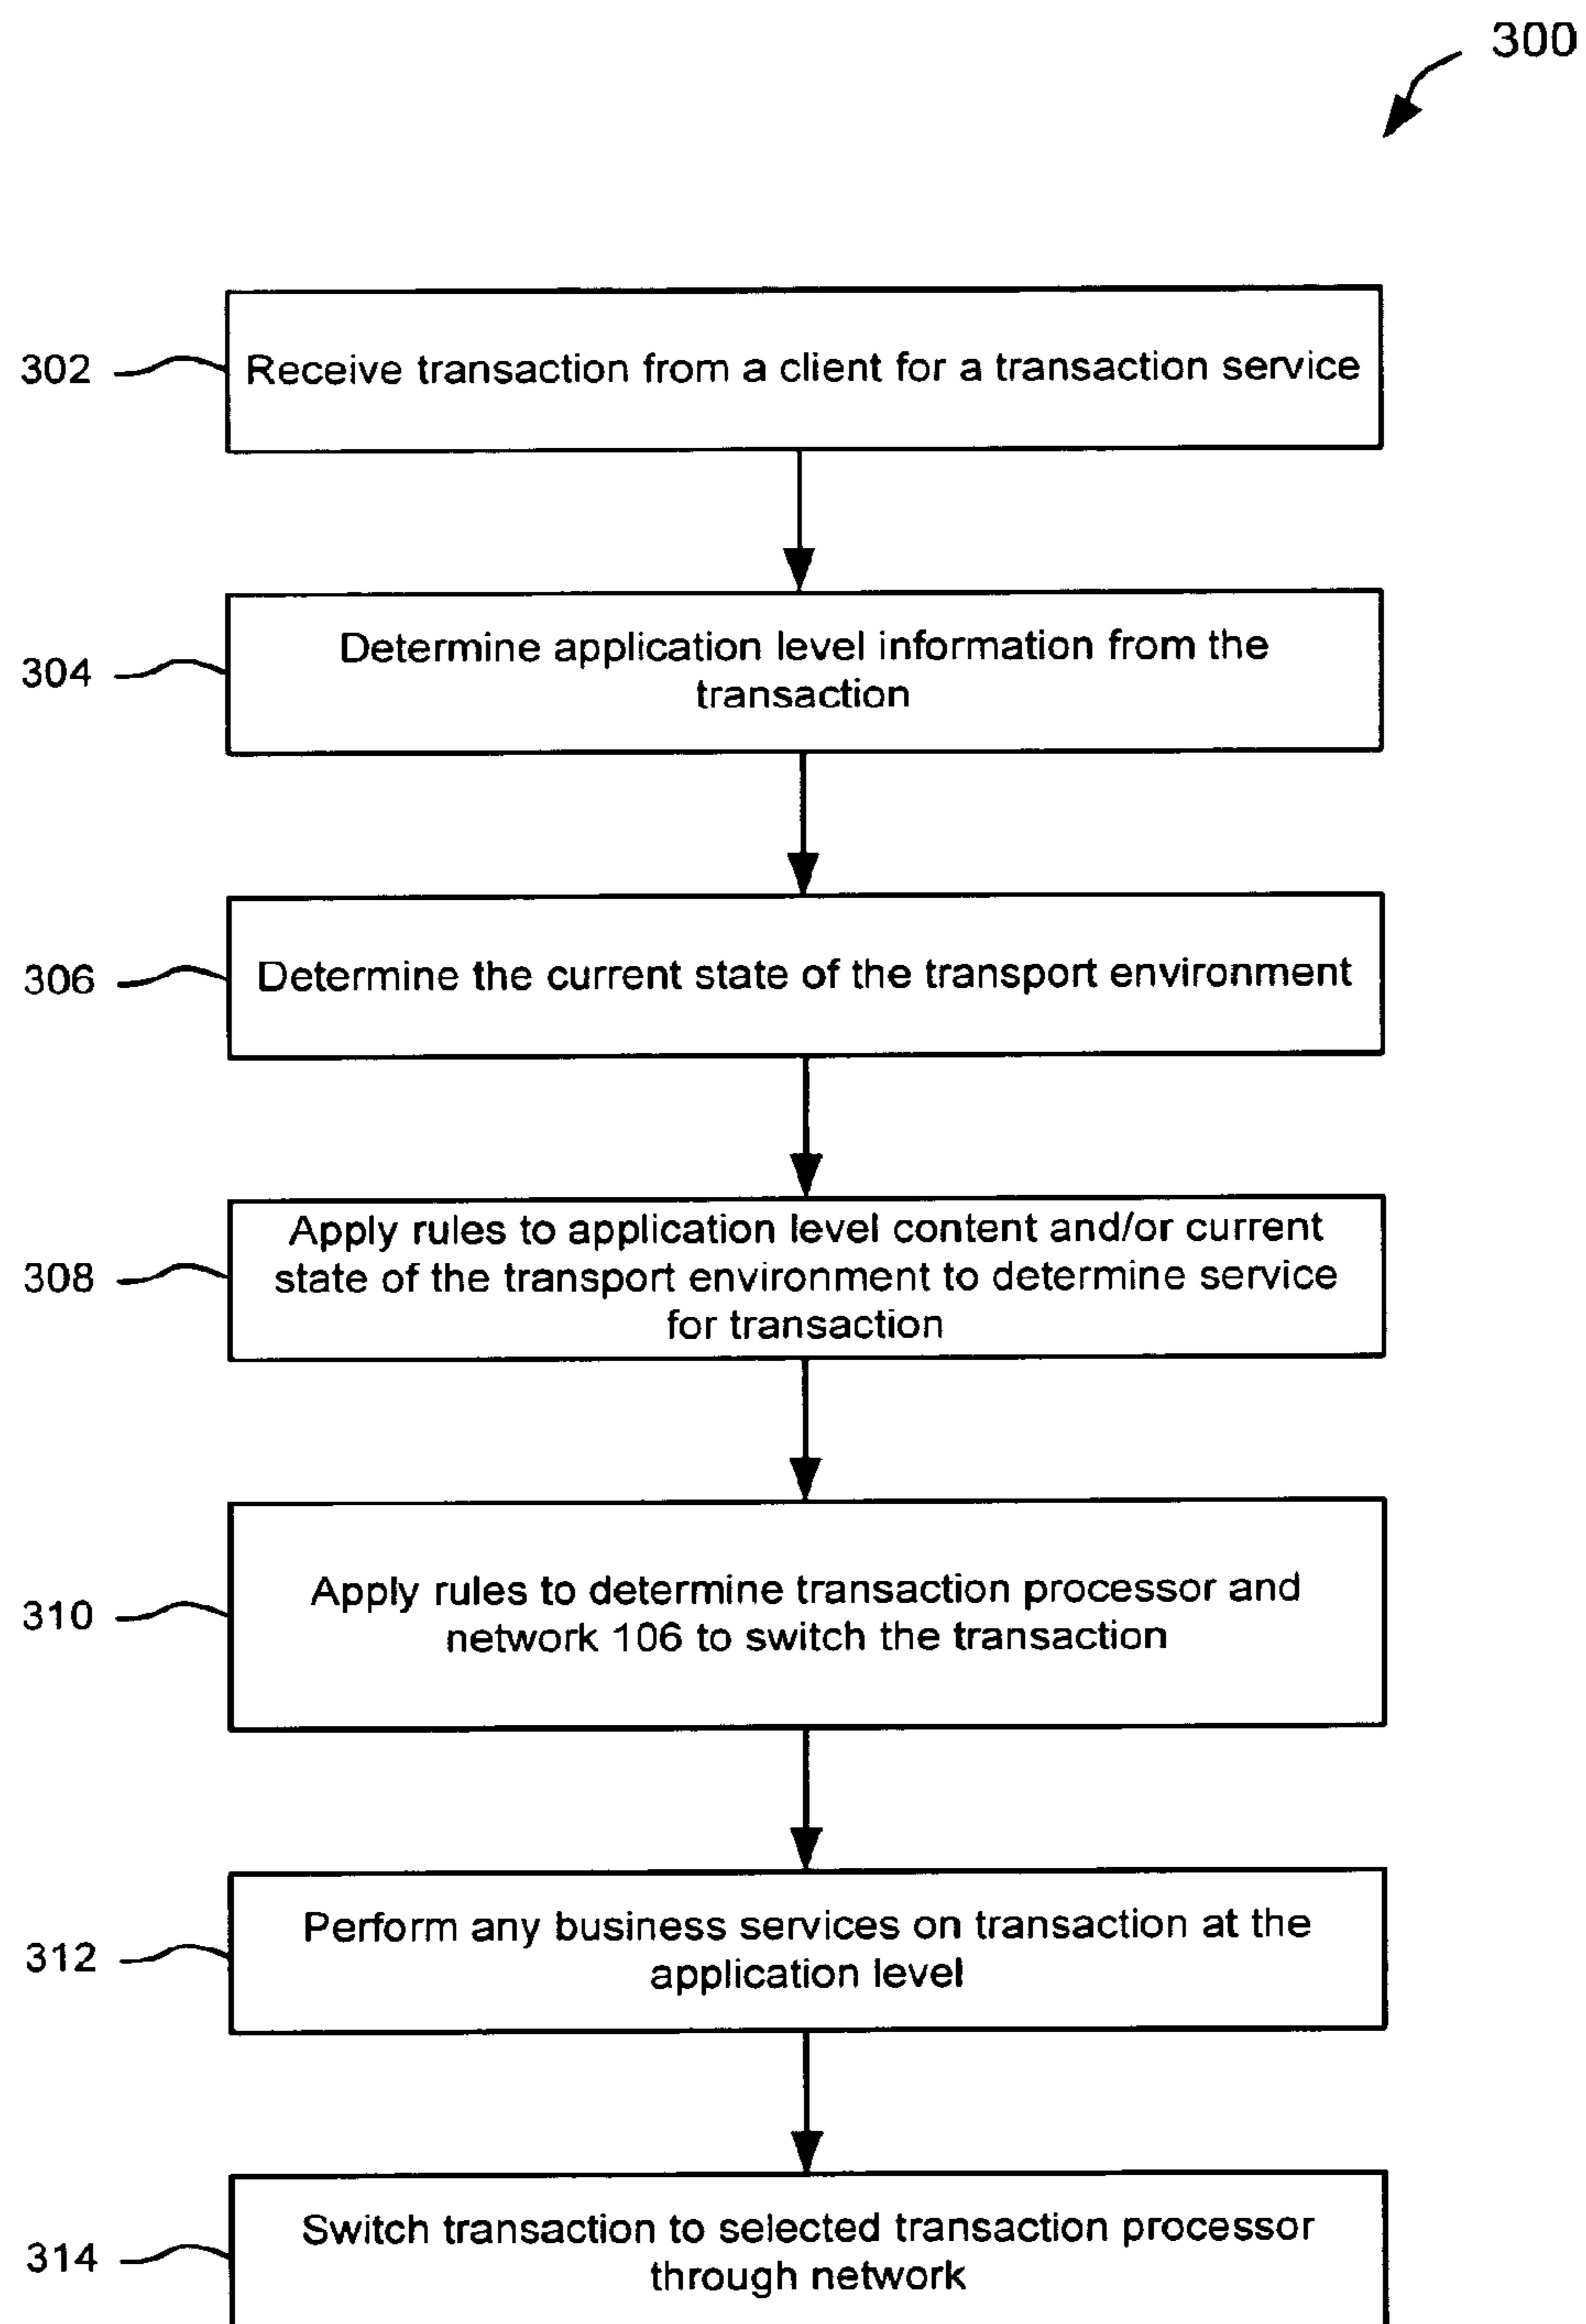 300
302
Receive transaction from a client for a transaction service
304
Determine application level information from the
transaction
306
Determine the current state of the transport environment
308
Apply rules to application level content and/or current
state of the transport environment to determine service
for transaction
310
Apply rules to determine transaction processor and
network 106 to switch the transaction
312
Perform any business services on transaction at the
application level
314
Switch transaction to selected transaction processor
through network